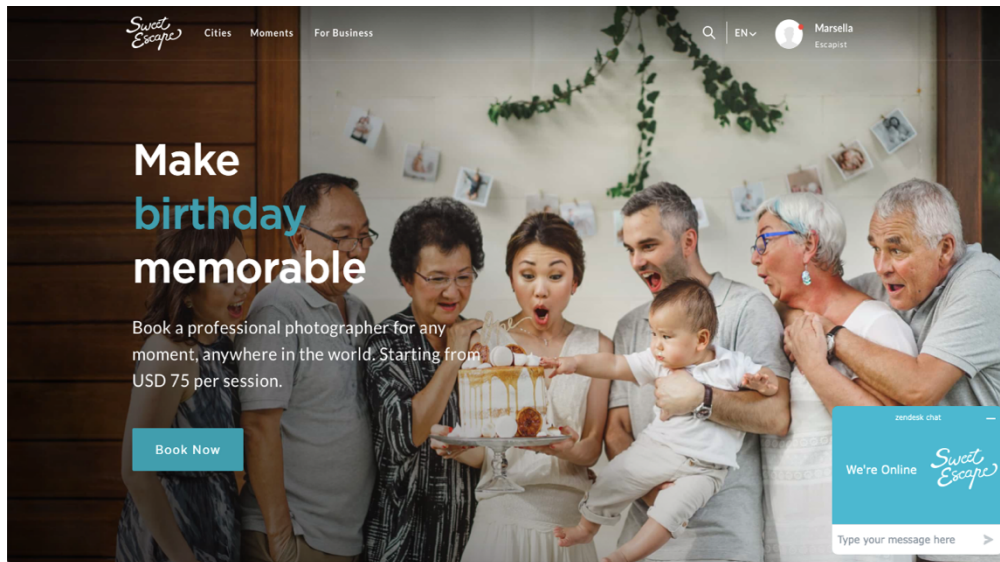 Sweet
Escape
Cities
Moments
For Business
EN
Marsella
Escapist
Make
birthday
memorable
Book a professional photographer for any
moment, anywhere in the world. Starting from
USD 75 per session.
Book Now
zendesk chat
We're Online
Sweet
Escape
Type your message here